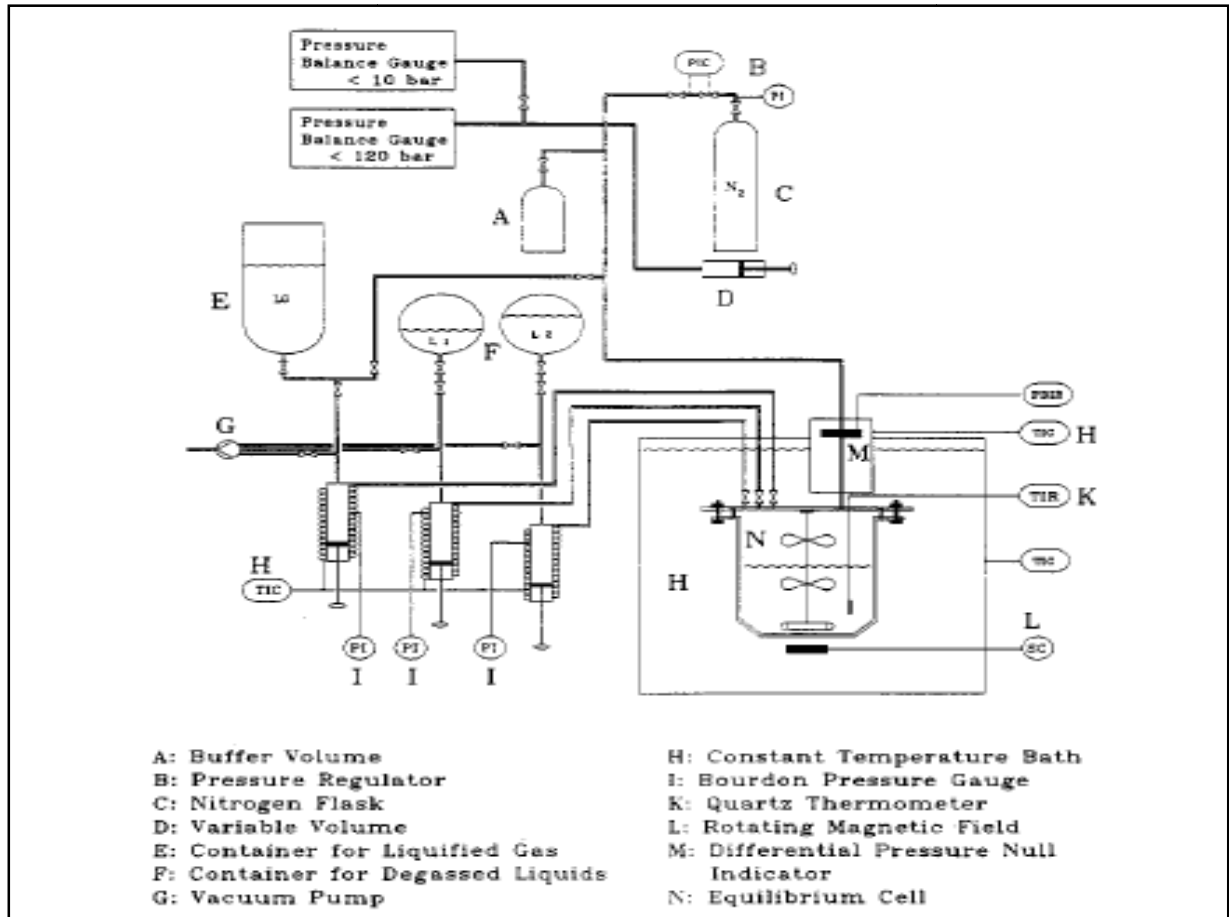 Pressure
Balance Gauge
< 10 bar
PIC
B
PI
Pressure
Balance Gauge
< 120 bar
N2
C
A
D
E
LG
L 1
F
L 2
G
TIC
H
M
TIR
K
N
H
TIC
H
TIC
L
SC
PI
PI
PI
I
I
I
A: Buffer Volume
B: Pressure Regulator
C: Nitrogen Flask
D: Variable Volume
E: Container for Liquified Gas
F: Container for Degassed Liquids
G: Vacuum Pump
H: Constant Temperature Bath
I: Bourdon Pressure Gauge
K: Quartz Thermometer
L: Rotating Magnetic Field
M: Differential Pressure Null
Indicator
N: Equilibrium Cell